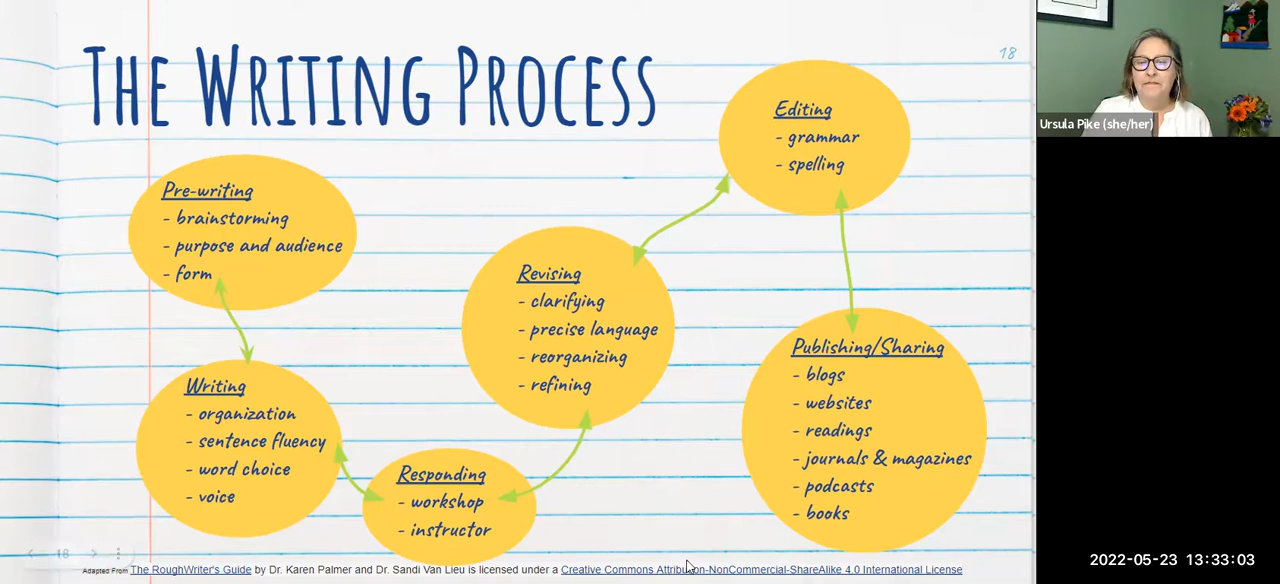 THE WRITING PROCESS
18
Ursula Pike (she/her)
Pre-writing
- brainstorming
- purpose and audience
- form
Writing
- organization
- sentence fluency
- word choice
- voice
Responding
- workshop
- instructor
Revising
- clarifying
- precise language
- reorganizing
- refining
Editing
- grammar
- spelling
Publishing/Sharing
- blogs
- websites
- readings
- journals & magazines
- podcasts
- books
18
Adapted From The RoughWriter's Guide by Dr. Karen Palmer and Dr. Sandi Van Lieu is licensed under a Creative Commons Attribution-NonCommercial-ShareAlike 4.0 International License
2022-05-23 13:33:03